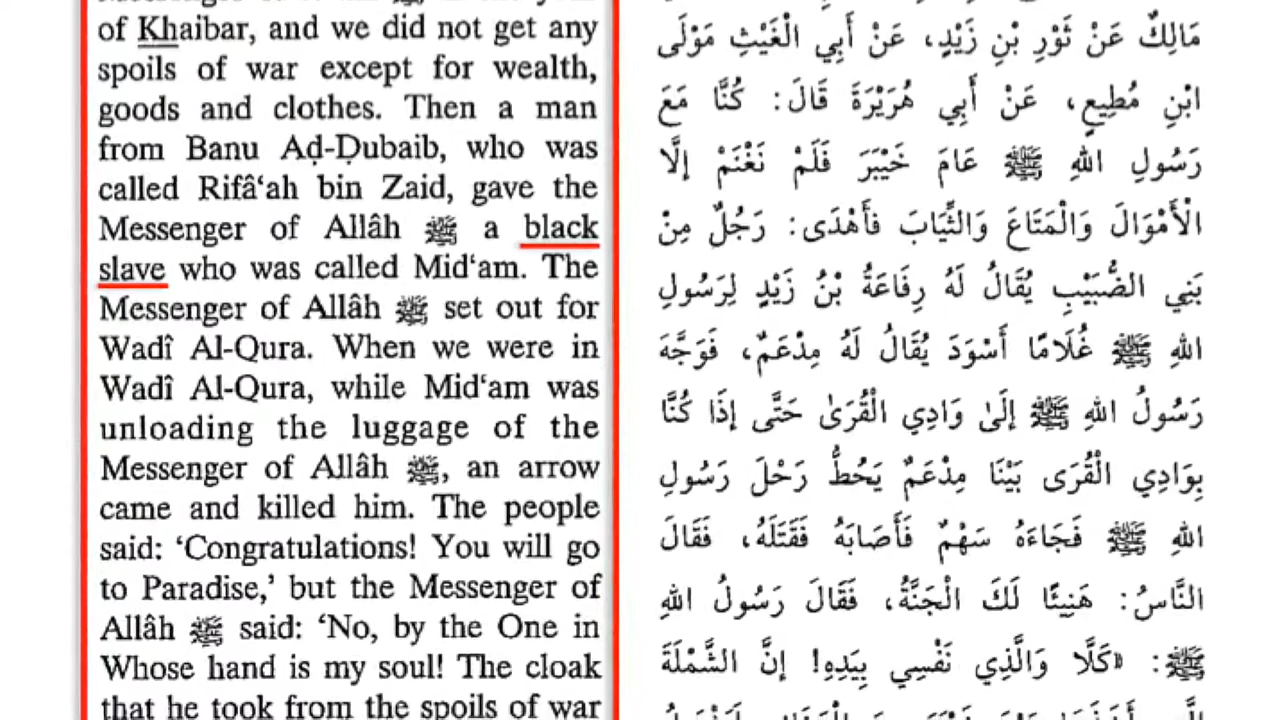 of Khaibar, and we did not get any
spoils of war except for wealth,
goods and clothes. Then a man
from Banu Aḍ-Ḍubaib, who was
called Rifâ‘ah bin Zaid, gave the
Messenger of Allâh ﷺ a black
slave who was called Mid‘am. The
Messenger of Allâh ﷺ set out for
Wadî Al-Qura. When we were in
Wadî Al-Qura, while Mid‘am was
unloading the luggage of the
Messenger of Allâh ﷺ, an arrow
came and killed him. The people
said: ‘Congratulations! You will go
to Paradise,’ but the Messenger of
Allâh ﷺ said: ‘No, by the One in
Whose hand is my soul! The cloak
that he took from the spoils of war
مَالِكٌ عَنْ ثَوْرِ بْنِ زَيْدٍ، عَنْ أَبِي الْغَيْثِ مَوْلَى
ابْنِ مُطِيعٍ، عَنْ أَبِي هُرَيْرَةَ قَالَ: كُنَّا مَعَ
رَسُولِ اللهِ ﷺ عَامَ خَيْبَرَ فَلَمْ نَغْنَمْ إِلَّا
الْأَمْوَالَ وَالْمَتَاعَ وَالثِّيَابَ فأَهْدَى: رَجُلٌ مِنْ
بَنِي الضُّبَيْبِ يُقَالُ لَهُ رِفَاعَةُ بْنُ زَيْدٍ لِرَسُولِ
اللهِ ﷺ غُلَامًا أَسْوَدَ يُقَالُ لَهُ مِدْعَمٌ، فَوَجَّهَ
رَسُولُ اللهِ ﷺ إِلَىٰ وَادِي الْقُرَىٰ حَتَّى إِذَا كُنَّا
بِوَادِي الْقُرَى بَيْنَا مِدْعَمٌ يَحُطُّ رَحْلَ رَسُولِ
اللهِ ﷺ فَجَاءَهُ سَهْمٌ فَأَصَابَهُ فَقَتَلَهُ، فَقَالَ
النَّاسُ: هَنِيئًا لَكَ الْجَنَّةُ، فَقَالَ رَسُولُ اللهِ
ﷺ: «كَلَّا وَالَّذِي نَفْسِي بِيَدِهِ! إِنَّ الشَّمْلَةَ